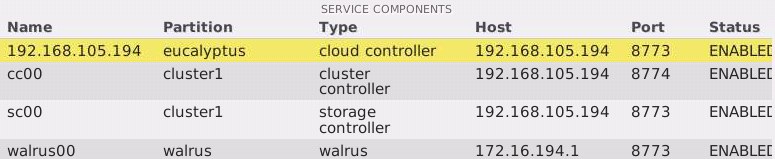 SERVICE COMPONENTS
Name Partition Type Host Port Status
192.168.105.194 eucalyptus cloud controller 192.168.105.194 8773 ENABLED
cc00 cluster1 cluster controller 192.168.105.194 8774 ENABLED
sc00 cluster1 storage controller 192.168.105.194 8773 ENABLED
walrus00 walrus walrus 172.16.194.1 8773 ENABLED